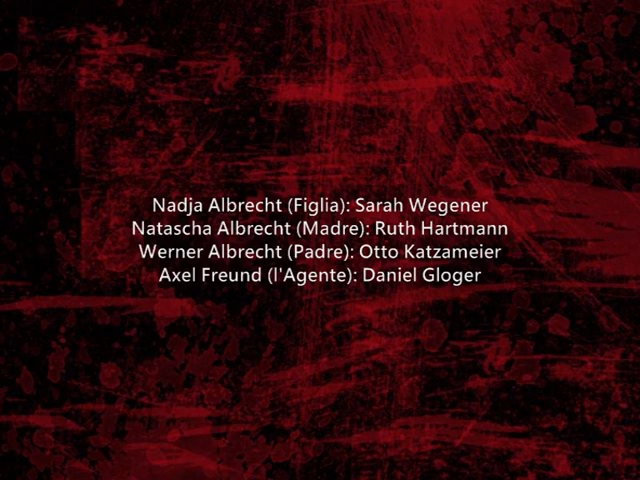 Nadja Albrecht (Figlia): Sarah Wegener
Natascha Albrecht (Madre): Ruth Hartmann
Werner Albrecht (Padre): Otto Katzameier
Axel Freund (l'Agente): Daniel Gloger